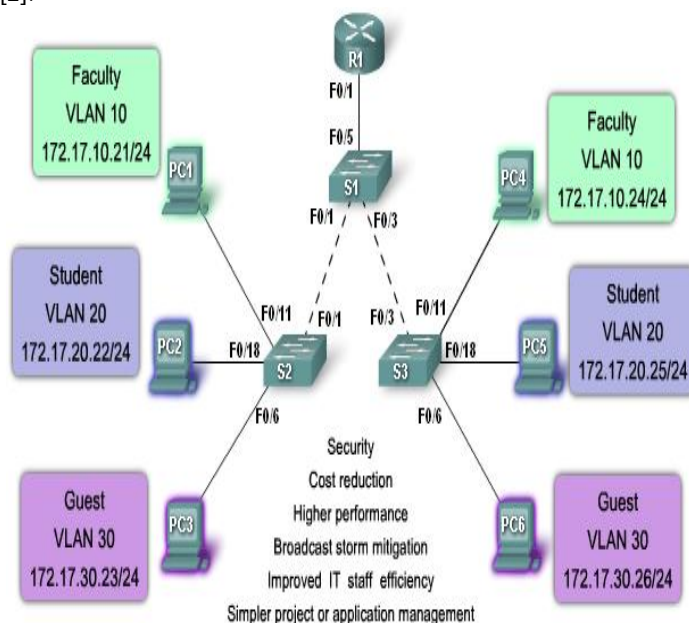 [2].
R1
F0/1
F0/5
S1
F0/1
F0/3
Faculty
VLAN 10
172.17.10.21/24
PC1
Faculty
VLAN 10
172.17.10.24/24
PC4
Student
VLAN 20
172.17.20.22/24
PC2
Student
VLAN 20
172.17.20.25/24
PC5
F0/11
F0/1
F0/18
S2
F0/6
F0/3
F0/11
F0/18
S3
F0/6
Guest
VLAN 30
172.17.30.23/24
PC3
Guest
VLAN 30
172.17.30.26/24
PC6
Security
Cost reduction
Higher performance
Broadcast storm mitigation
Improved IT staff efficiency
Simpler project or application management